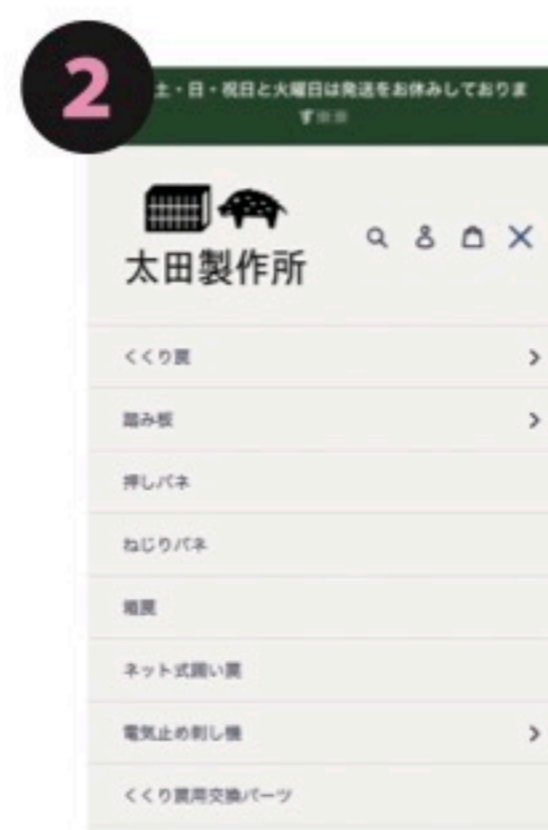 2
土・日・祝日と火曜日は発送をお休みしておりま
す※※
太田製作所
くくり罠
踏み板
押しバネ
ねじりバネ
箱罠
ネット式囲い罠
電気止め刺し機
くくり罠用交換パーツ